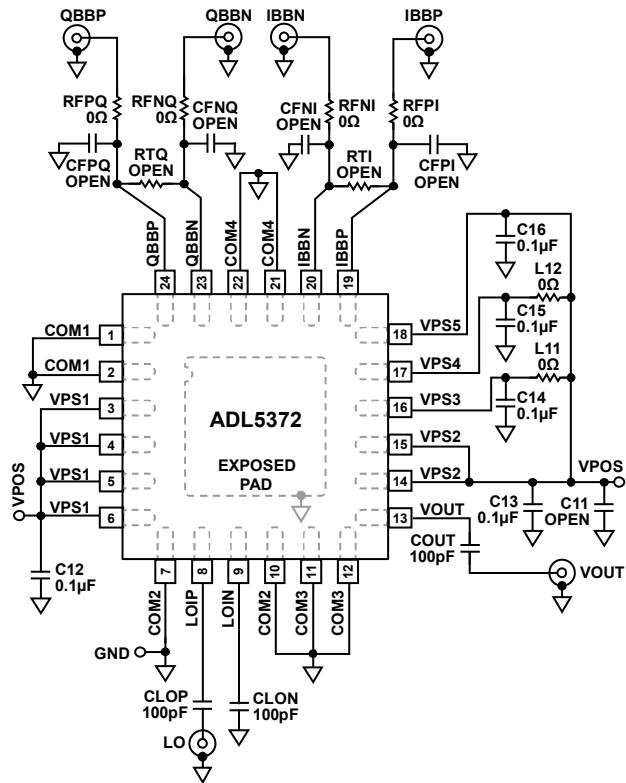 QBBP
QBBN
IBBN
IBBP
RFPQ
0Ω
RFNQ
0Ω
CFNQ
OPEN
CFNI
OPEN
RFNI
0Ω
RFPI
0Ω
CFPQ
OPEN
RTQ
OPEN
RTI
OPEN
CFPI
OPEN
QBBP
QBBN
COM4
COM4
IBBN
IBBP
24
23
22
21
20
19
C16
0.1µF
L12
0Ω
C15
0.1µF
L11
0Ω
C14
0.1µF
COM1
1
COM1
2
VPS1
3
VPS1
4
VPS1
5
VPS1
6
VPOS
C12
0.1µF
ADL5372
EXPOSED
PAD
18
VPS5
17
VPS4
16
VPS3
15
VPS2
14
VPS2
13
VOUT
VPOS
C13
0.1µF
C11
OPEN
COUT
100pF
VOUT
7
8
9
10
11
12
COM2
LOIP
LOIN
COM2
COM3
COM3
GND
CLOP
100pF
CLON
100pF
LO